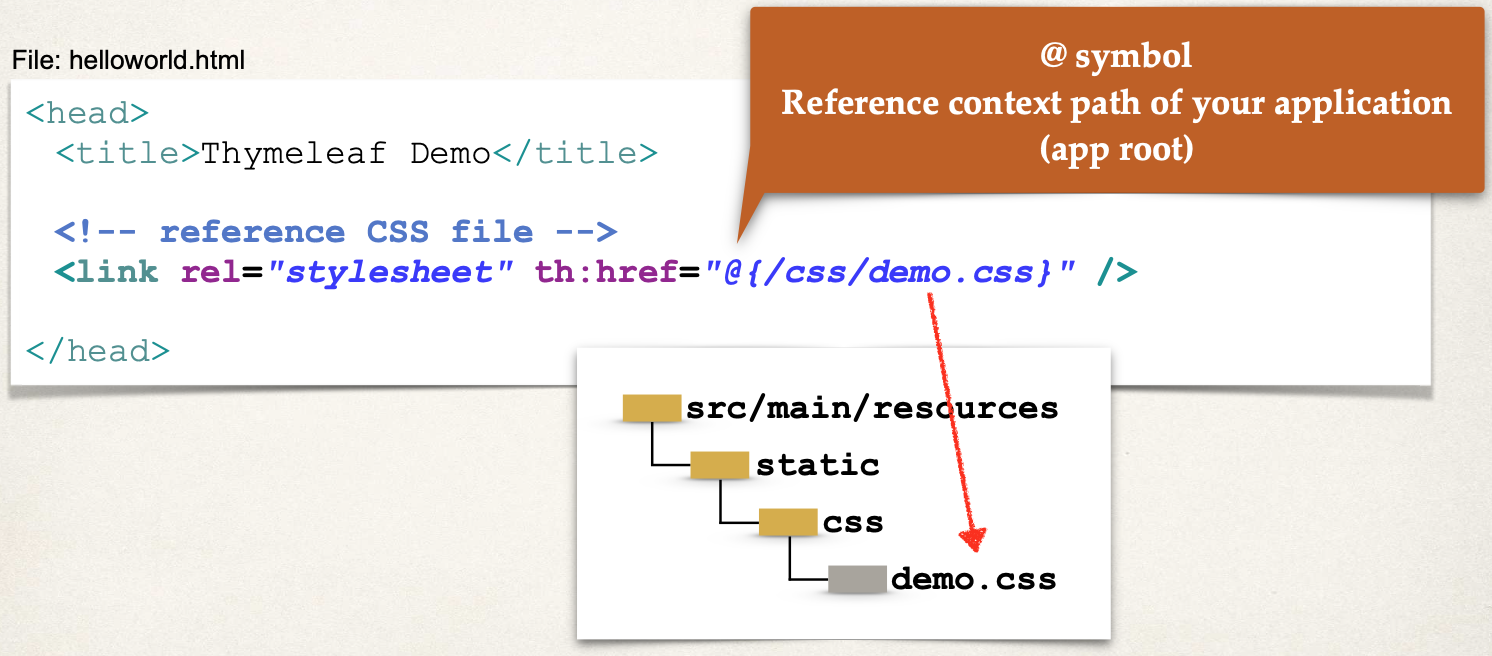 File: helloworld.html
@ symbol
Reference context path of your application
(app root)
<head>
<title>Thymeleaf Demo</title>
<!-- reference CSS file -->
<link rel="stylesheet" th:href="@{/css/demo.css}" />
</head>
src/main/resources
static
css
demo.css